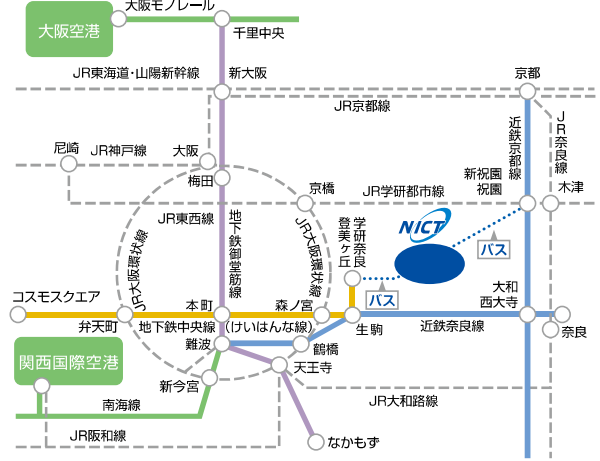 大阪モノレール
大阪空港
千里中央
JR東海道・山陽新幹線
新大阪
京都
JR京都線
JR奈良線
近鉄京都線
尼崎
JR神戸線
大阪
梅田
京橋
JR学研都市線
新祝園
祝園
木津
JR東西線
地下鉄御堂筋線
JR大阪環状線
JR大阪環状線
学研奈良
登美ヶ丘
NICT
バス
バス
コスモスクエア
弁天町
本町
地下鉄中央線
(けいはんな線)
森ノ宮
生駒
近鉄奈良線
大和
西大寺
奈良
関西国際空港
難波
鶴橋
新今宮
天王寺
南海線
JR大和路線
JR阪和線
なかもず